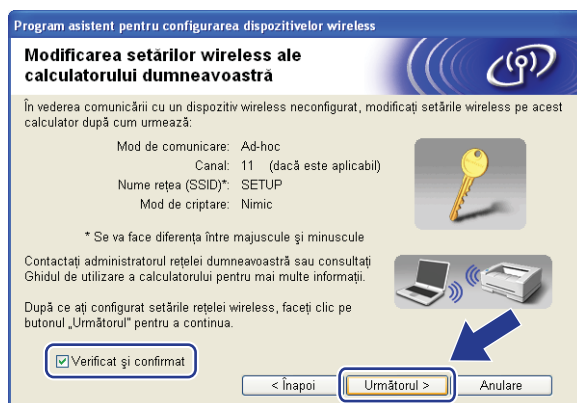 Program asistent pentru configurarea dispozitivelor wireless
Modificarea setărilor wireless ale
calculatorului dumneavoastră
În vederea comunicării cu un dispozitiv wireless neconfigurat, modificați setările wireless pe acest
calculator după cum urmează:
Mod de comunicare: Ad-hoc
Canal: 11 (dacă este aplicabil)
Nume rețea (SSID)*: SETUP
Mod de criptare: Nimic
* Se va face diferența între majuscule și minuscule
Contactați administratorul rețelei dumneavoastră sau consultați
Ghidul de utilizare a calculatorului pentru mai multe informații.
După ce ați configurat setările rețelei wireless, faceți clic pe
butonul „Următorul" pentru a continua.
Verificat și confirmat
< Înapoi Următorul > Anulare